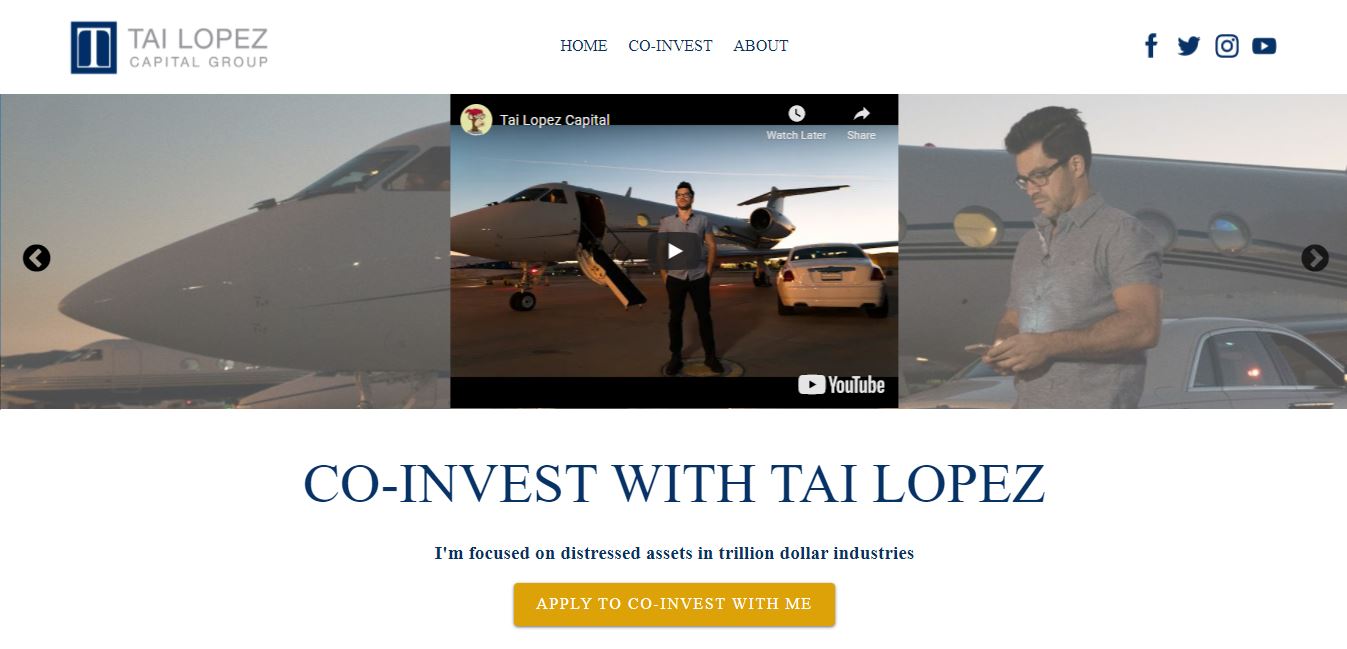 TAI LOPEZ
CAPITAL GROUP
HOME CO-INVEST ABOUT
Tai Lopez Capital
Watch Later Share
YouTube
CO-INVEST WITH TAI LOPEZ
I'm focused on distressed assets in trillion dollar industries
APPLY TO CO-INVEST WITH ME